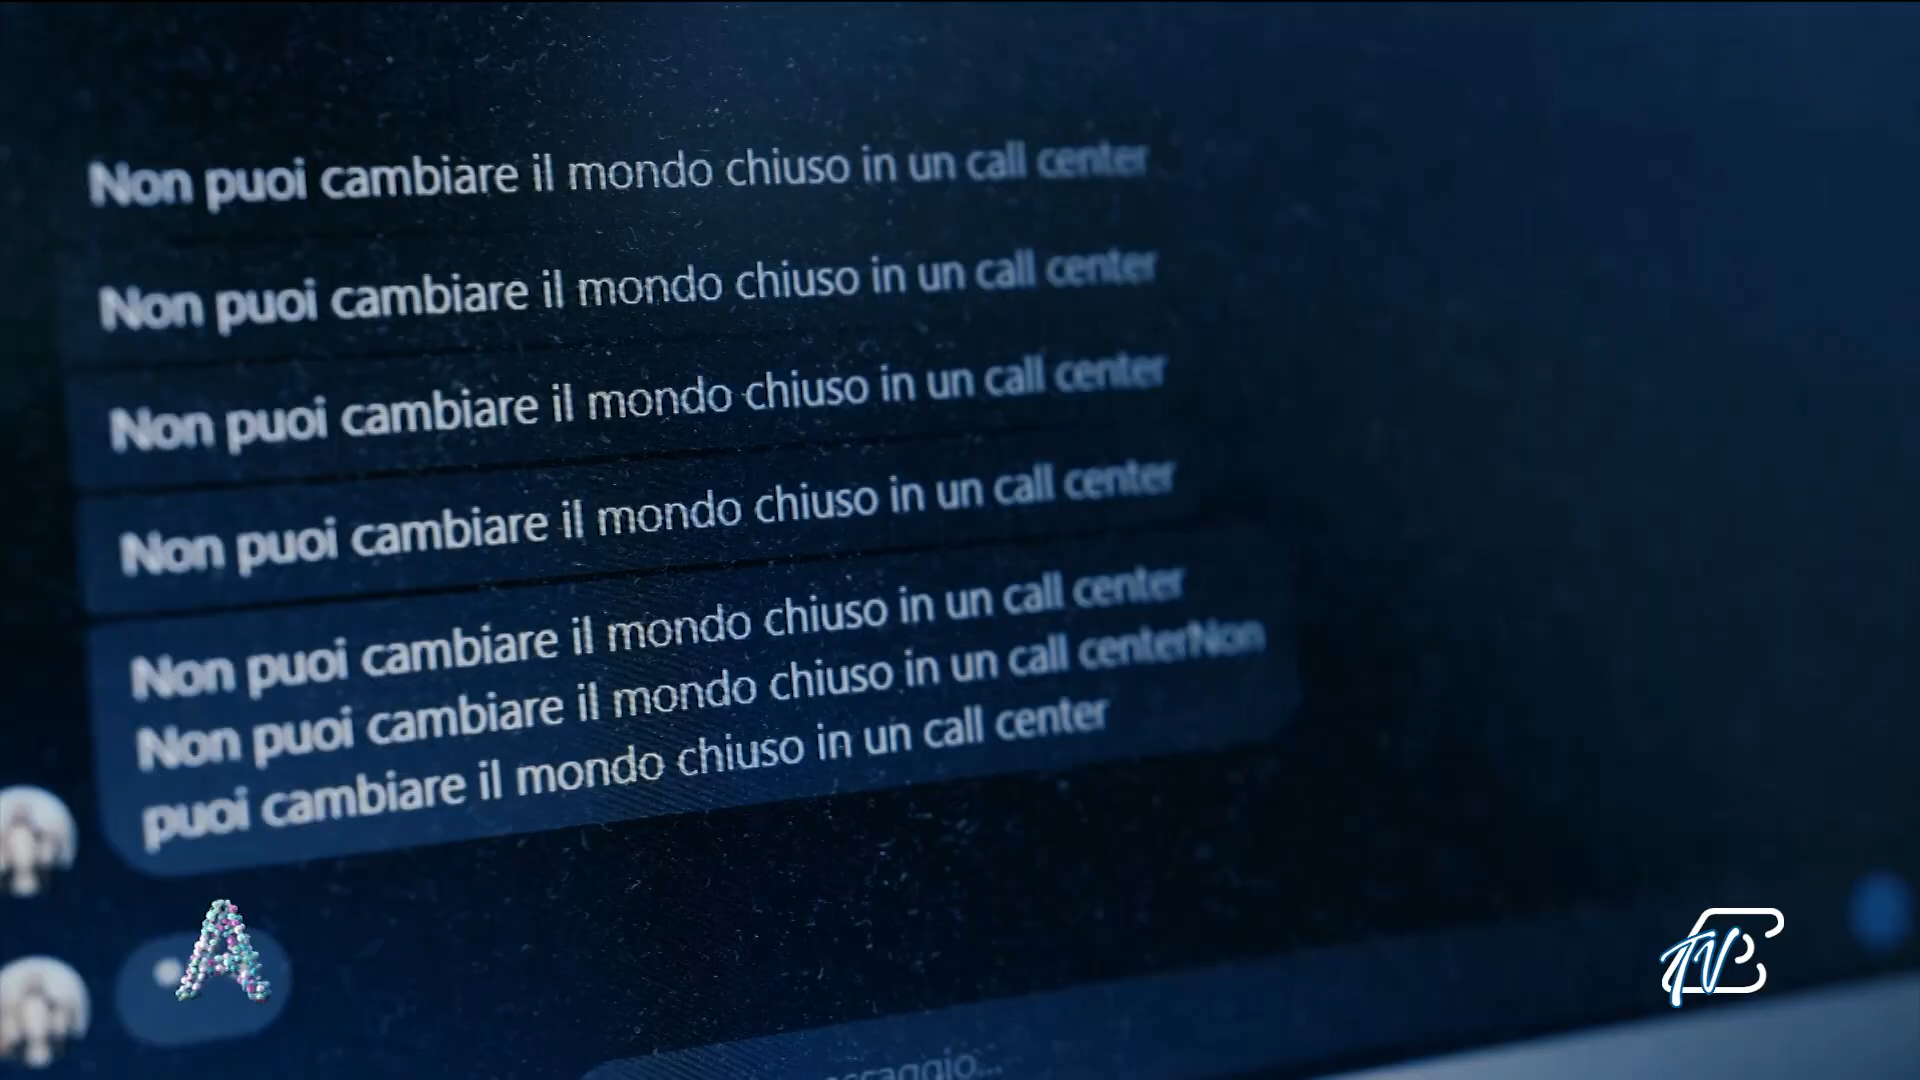 Non puoi cambiare il mondo chiuso in un call center
Non puoi cambiare il mondo chiuso in un call center
Non puoi cambiare il mondo chiuso in un call center
Non puoi cambiare il mondo chiuso in un call center
Non puoi cambiare il mondo chiuso in un call center
Non puoi cambiare il mondo chiuso in un call centerNon
puoi cambiare il mondo chiuso in un call center
A